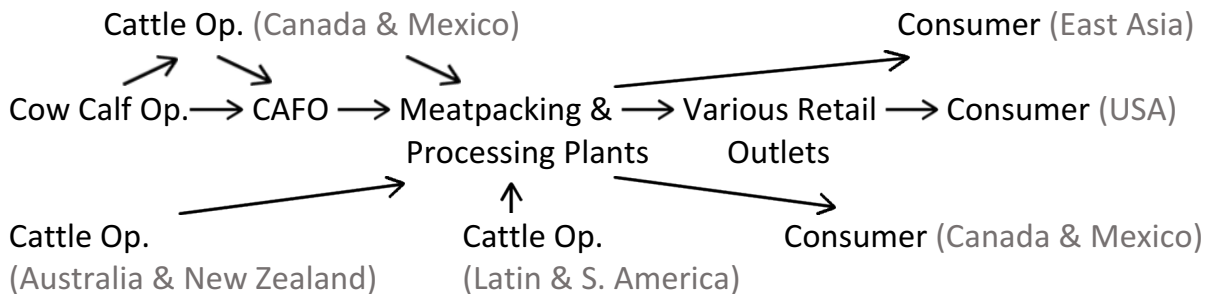 Cattle Op. (Canada & Mexico)
Consumer (East Asia)
Cow Calf Op.
CAFO
Meatpacking &
Processing Plants
Various Retail
Outlets
Consumer (USA)
Cattle Op.
(Australia & New Zealand)
Cattle Op.
(Latin & S. America)
Consumer (Canada & Mexico)